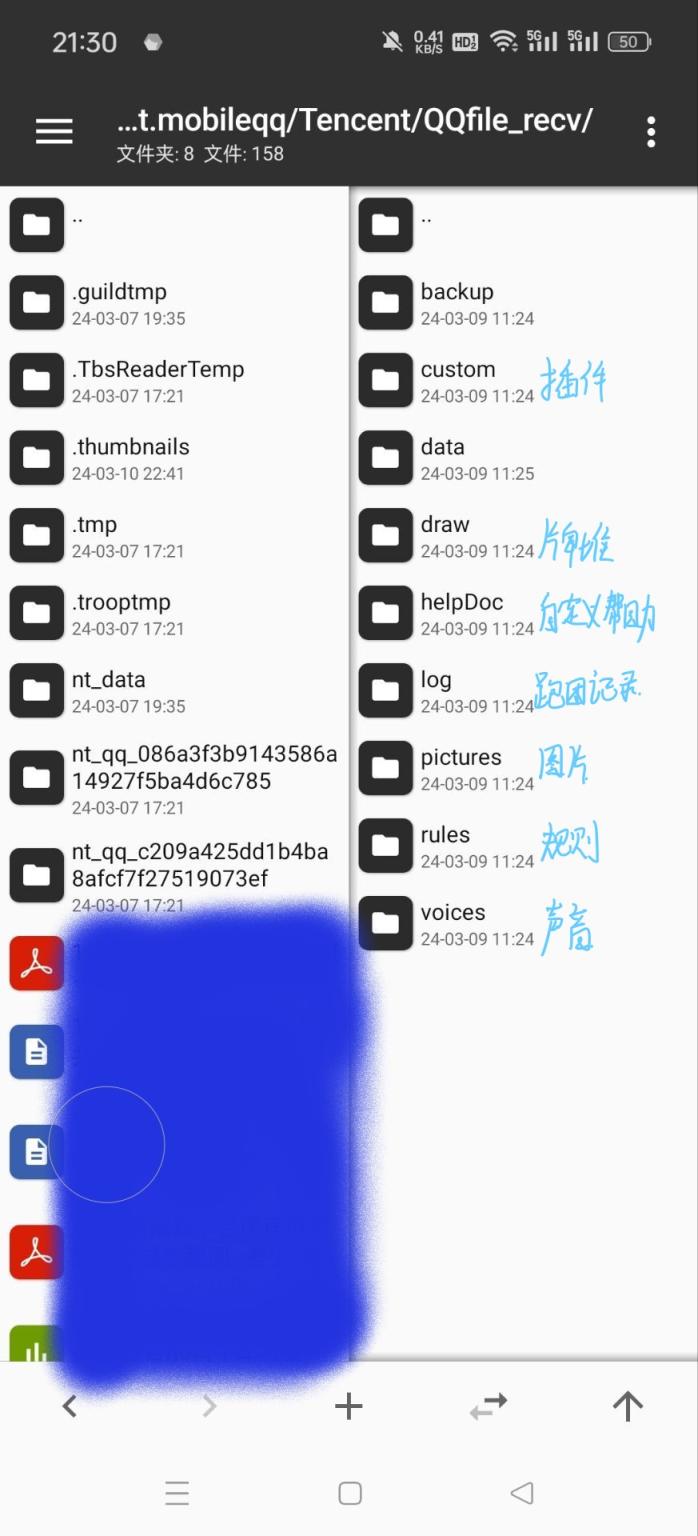 21:30
0.41
KB/S
HD
5G
5G
50
...t.mobileqq/Tencent/QQfile_recv/
文件夹: 8 文件: 158
..
.guildtmp
24-03-07 19:35
.TbsReaderTemp
24-03-07 17:21
.thumbnails
24-03-10 22:41
.tmp
24-03-07 17:21
.trooptmp
24-03-07 17:21
nt_data
24-03-07 19:35
nt_qq_086a3f3b9143586a
14927f5ba4d6c785
24-03-07 17:21
nt_qq_c209a425dd1b4ba
8afcf7f27519073ef
24-03-07 17:21
..
backup
24-03-09 11:24
custom
24-03-09 11:24 插件
data
24-03-09 11:25
draw
24-03-09 11:24 牌堆
helpDoc
24-03-09 11:24 自定义帮助
log
24-03-09 11:24 跑团记录
pictures
24-03-09 11:24 图片
rules
24-03-09 11:24 规则
voices
24-03-09 11:24 声音